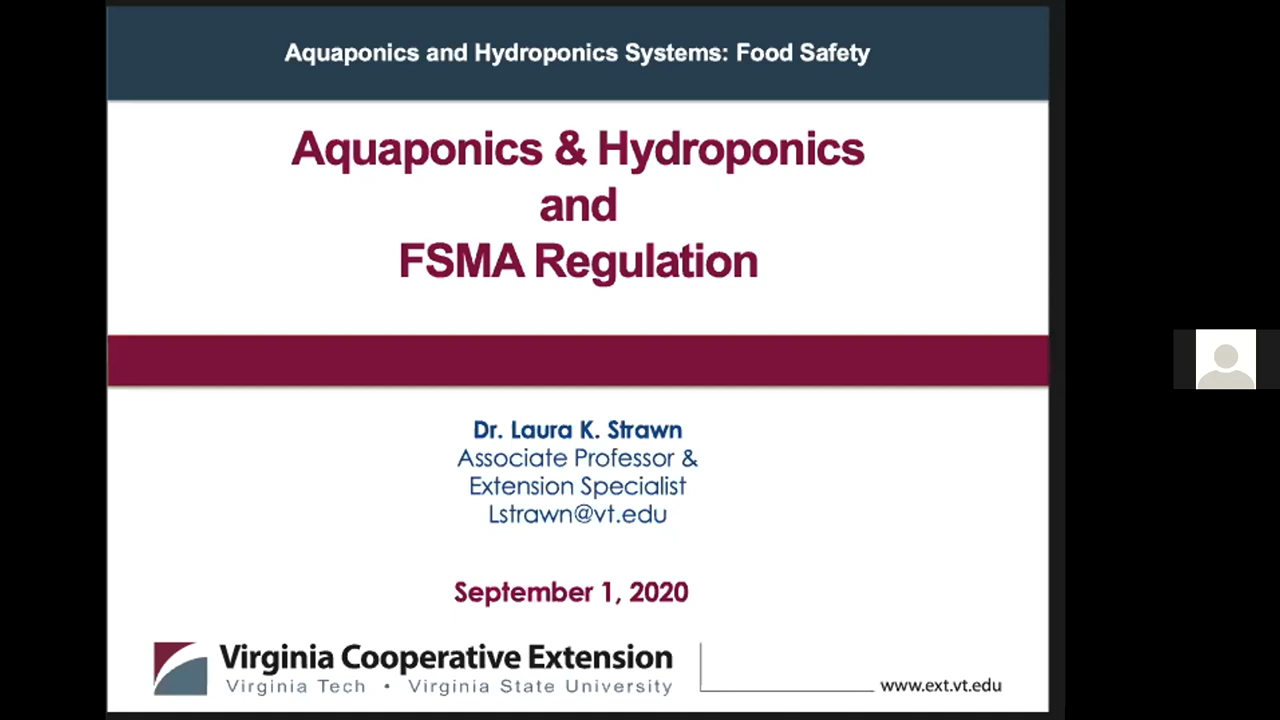 Aquaponics and Hydroponics Systems: Food Safety
Aquaponics & Hydroponics
and
FSMA Regulation
Dr. Laura K. Strawn
Associate Professor &
Extension Specialist
Lstrawn@vt.edu
September 1, 2020
Virginia Cooperative Extension
Virginia Tech • Virginia State University
www.ext.vt.edu